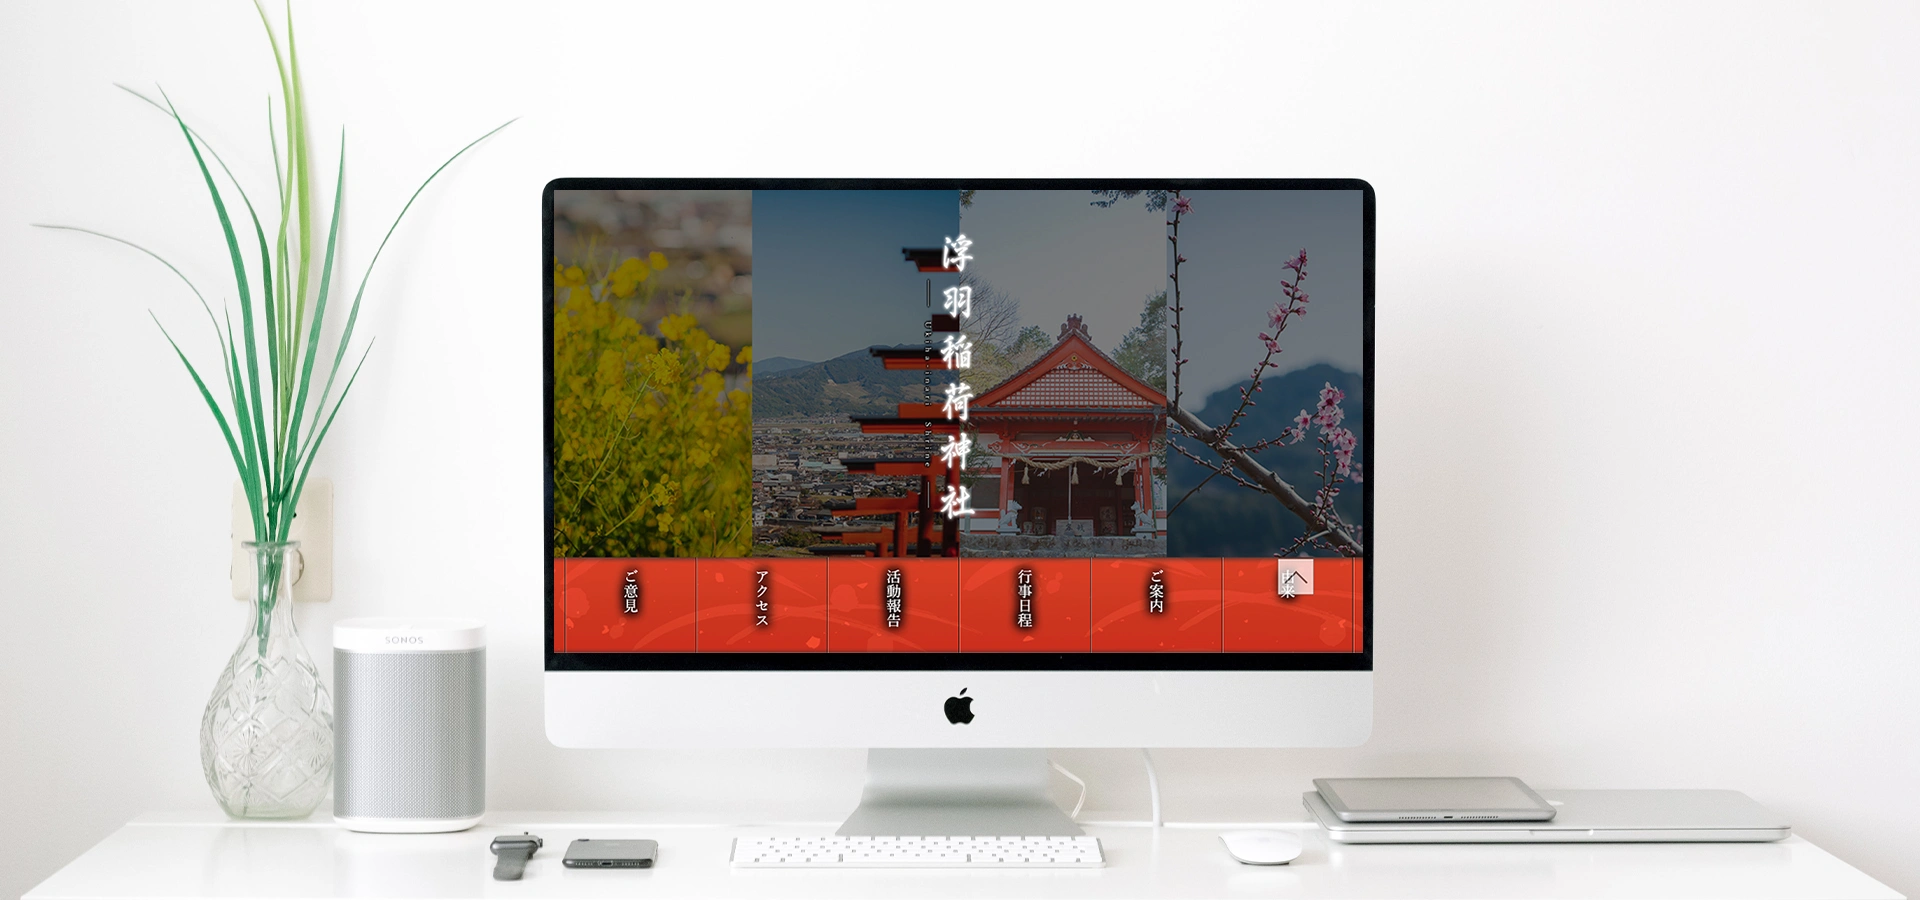 浮羽稲荷神社
Ukiha-inari Shrine
由来
ご案内
行事日程
活動報告
アクセス
ご意見
SONOS